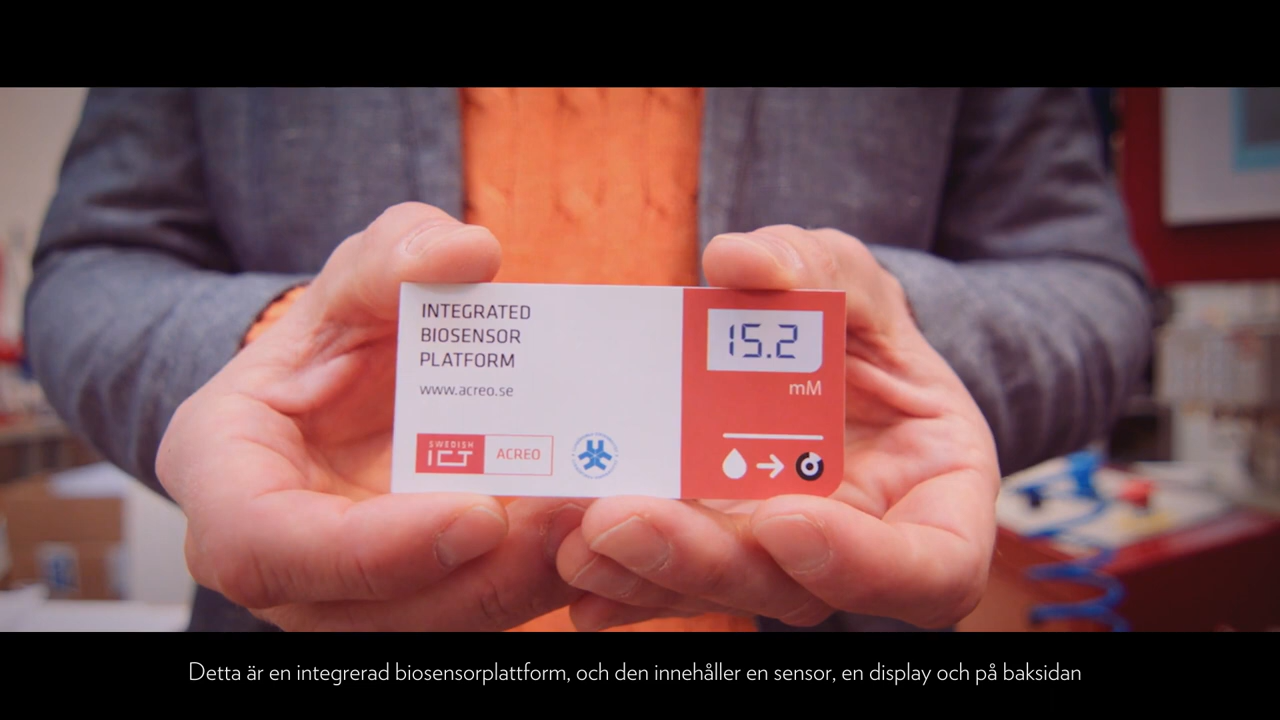 INTEGRATED
BIOSENSOR
PLATFORM
www.acreo.se
SWEDISH
ICT
ACREO
15.2
mM
Detta är en integrerad biosensorplattform, och den innehåller en sensor, en display och på baksidan